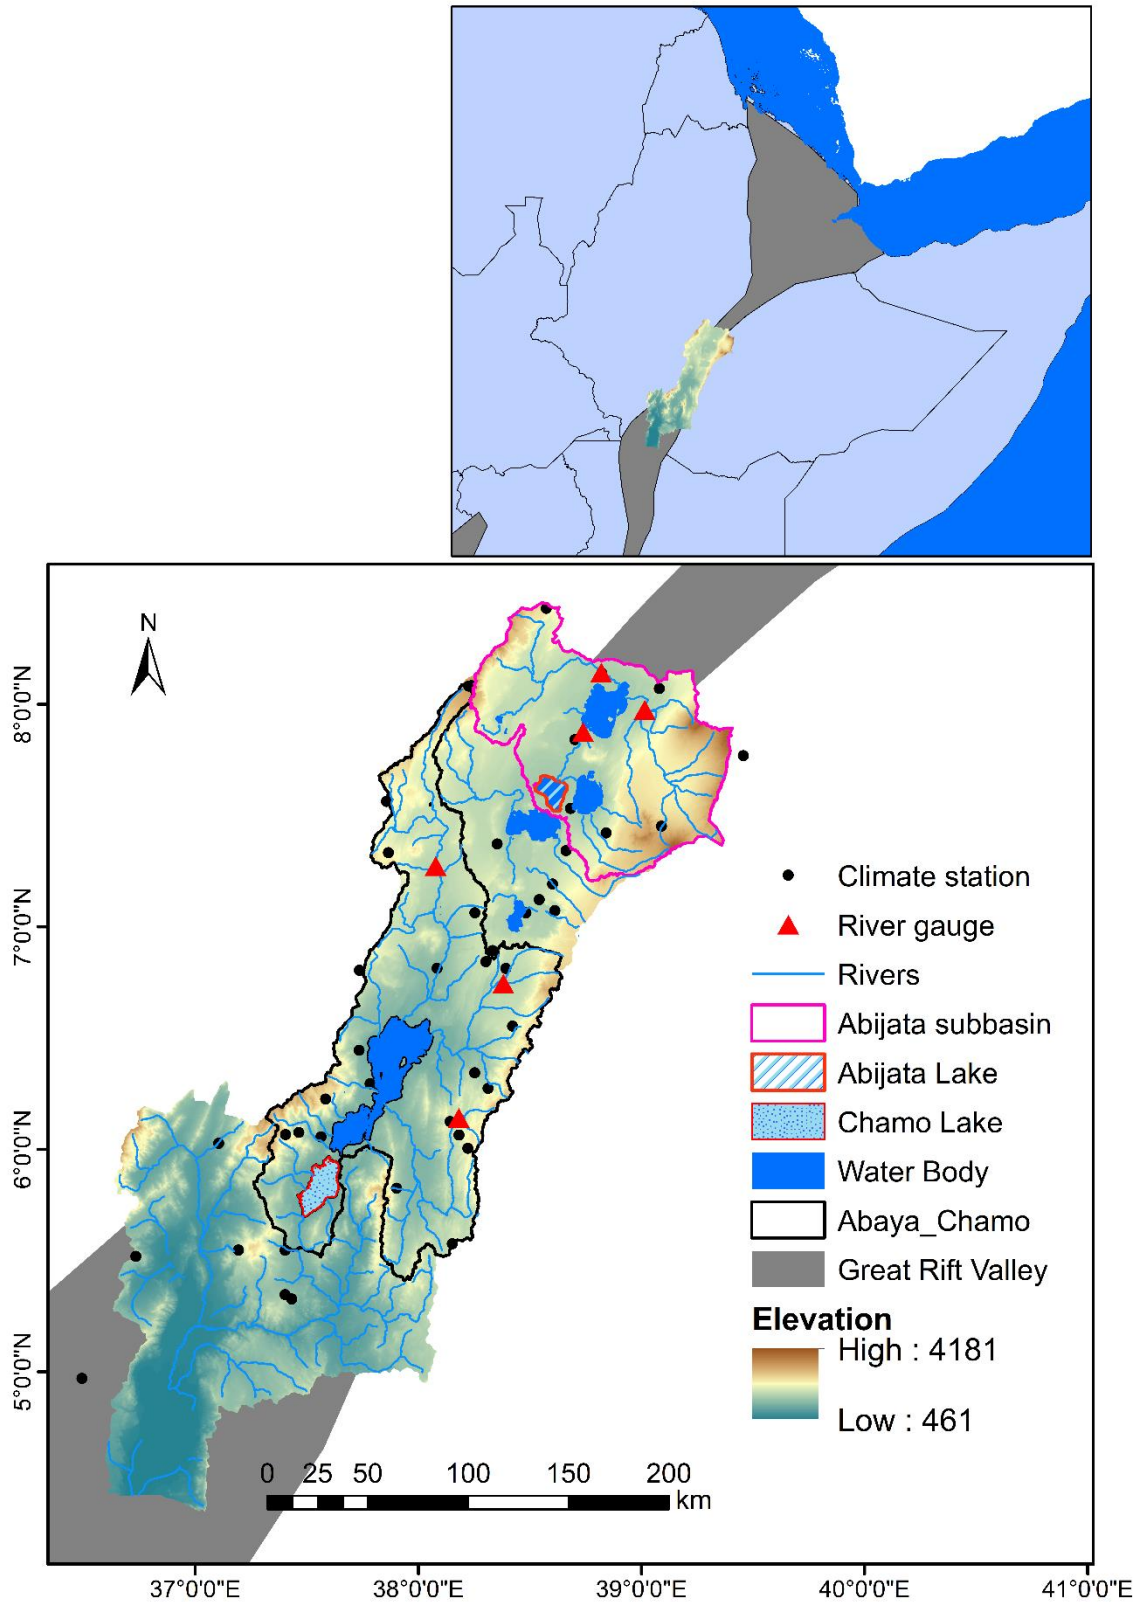 N
8°0'0"N
7°0'0"N
6°0'0"N
5°0'0"N
Climate station
River gauge
Rivers
Abijata subbasin
Abijata Lake
Chamo Lake
Water Body
Abaya_Chamo
Great Rift Valley
Elevation
High : 4181
Low : 461
0 25 50 100 150 200
km
37°0'0"E 38°0'0"E 39°0'0"E 40°0'0"E 41°0'0"E